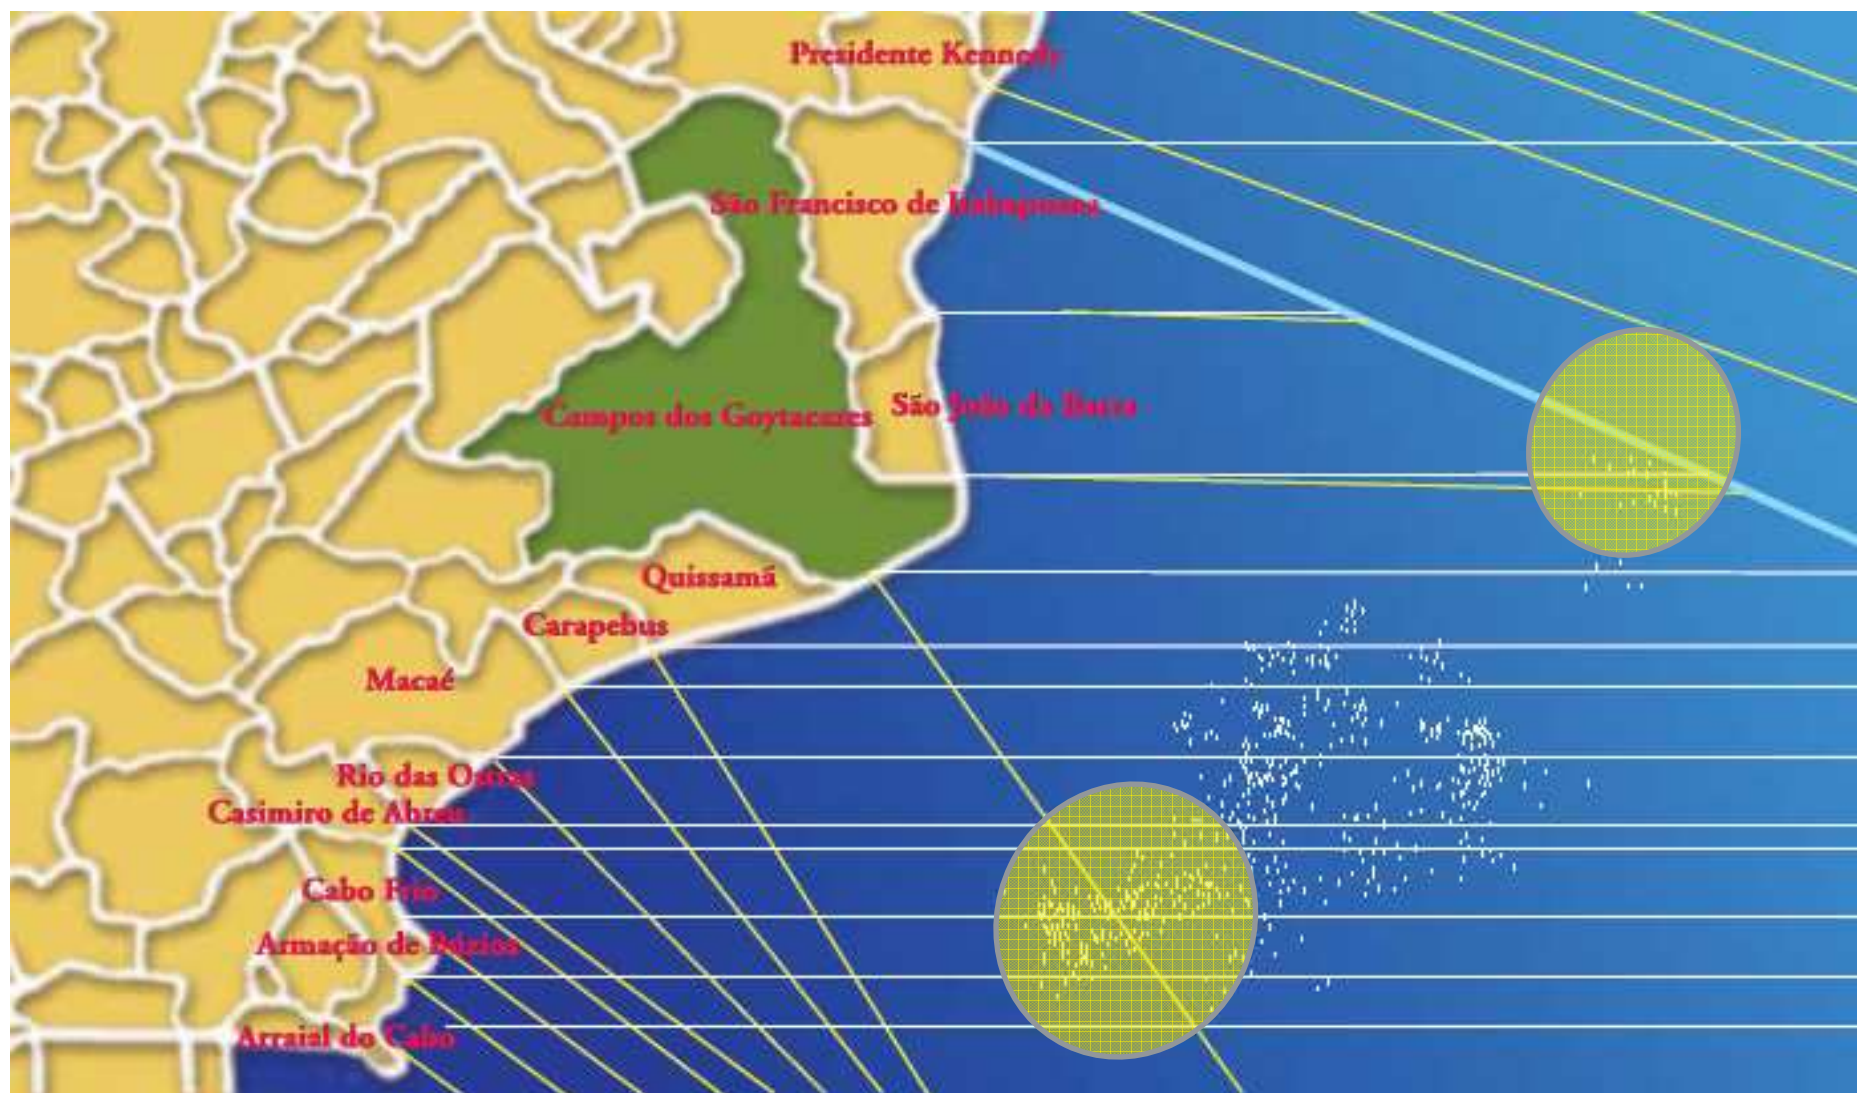 Presidente Kennedy
São Francisco de Itabapoana
Campos dos Goytacazes
São João da Barra
Quissamã
Carapebus
Macaé
Rio das Ostras
Casimiro de Abreu
Cabo Frio
Armação de Búzios
Arraial do Cabo